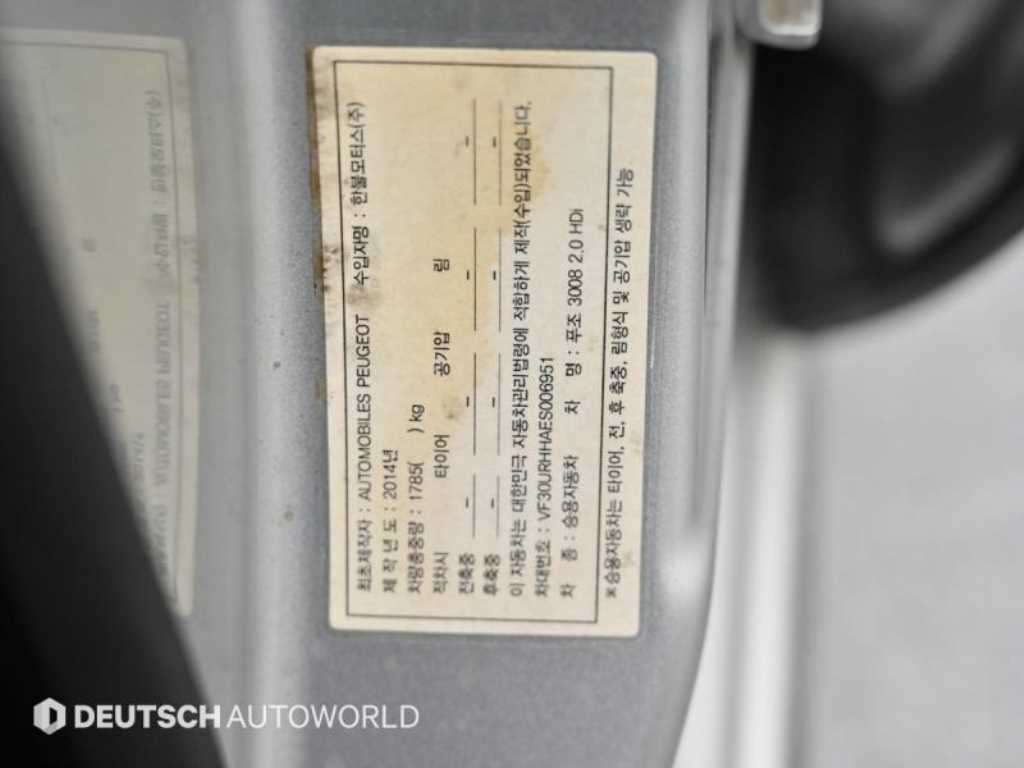 최초제작자 : AUTOMOBILES PEUGEOT 수입자명 : 한불모터스(주)
제 작 년 도 : 2014년
차량총중량 : 1785( ) kg
적차시 타이어 공기압 림
전축중 - - - -
후축중 - - - -
이 자동차는 대한민국 자동차관리법령에 적합하게 제작(수입)되었습니다.
차대번호 : VF30URHHAES006951
차 종 : 승용자동차 차 명 : 푸조 3008 2.0 HDi
※승용자동차는 타이어, 전, 후 축중, 림형식 및 공기압 생략 가능
DEUTSCH AUTOWORLD